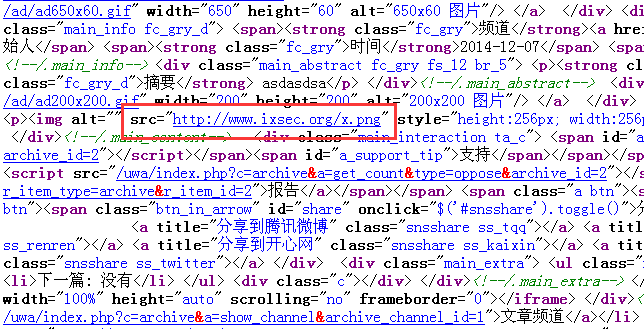 /ad/ad650x60.gif" width="650" height="60" alt="650x60 图片"/> </a>  </div> <d
class="main_info fc_gry_d"> <span><strong class="fc_gry">频道</strong><a hre
始人</span> <span><strong class="fc_gry">时间</strong>2014-12-07</span>
<!--/.main_info--> <div class="main_abstract fc_gry fs_12 br_5"> <p><strong
class="fc_gry_d">摘要</strong> asdasdsa</p> </div><!--/.main_abstract--> <di
/ad/ad200x200.gif" width="200" height="200" alt="200x200 图片"/> </a> </div>
<p><img alt="" src="http://www.ixsec.org/x.png" style="height:256px; width:256p
</div><!--/.main_content--> <div class="main_interaction ta_c"> <span id="a
archive_id=2"></script></span><span id="a_support_tip">支持</span></span>
<script src="/uwa/index.php?c=archive&a=get_count&type=oppose&archive_id=2"></
r_item_type=archive&r_item_id=2">报告</a></span></span> <span class="a btn"><s
btn"><span class="btn_in_arrow" id="share" onclick="$('#snsshare').toggle()">分
<a title="分享到腾讯微博" class="snsshare ss_tqq"></a> <a ti
ss_renren"></a> <a title="分享到开心网" class="snsshare ss_kaixin"></a> <a t
class="snsshare ss_twitter"></a> </div>  <div class="main_extra"> <ul clas
<li>下一篇: 没有</li> </ul> <div class="c"></div> </div><!--/.main_extra--> <
width="100%" height="auto" scrolling="no" frameborder="0"></iframe> </div><
/uwa/index.php?c=archive&a=show_channel&archive_channel_id=1">文章频道</a></li